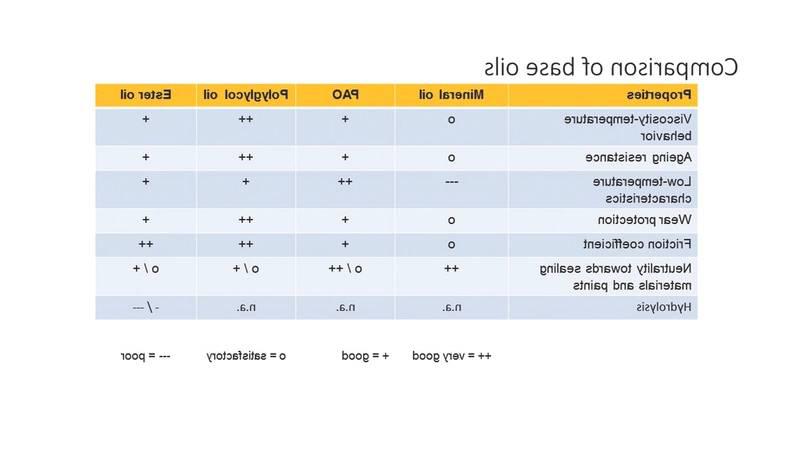 Comparison of base oils
Properties Mineral oil PAO Polyglycol oil Ester oil
Viscosity-temperature
behavior o + ++ +
Ageing resistance o + ++ +
Low-temperature
characteristics --- ++ + +
Wear protection o + ++ +
Friction coefficient o + ++ ++
Neutrality towards sealing
materials and paints ++ ++ / o + / o + / o
Hydrolysis n.a. n.a. n.a. - / ---
++ = very good + = good o = satisfactory --- = poor